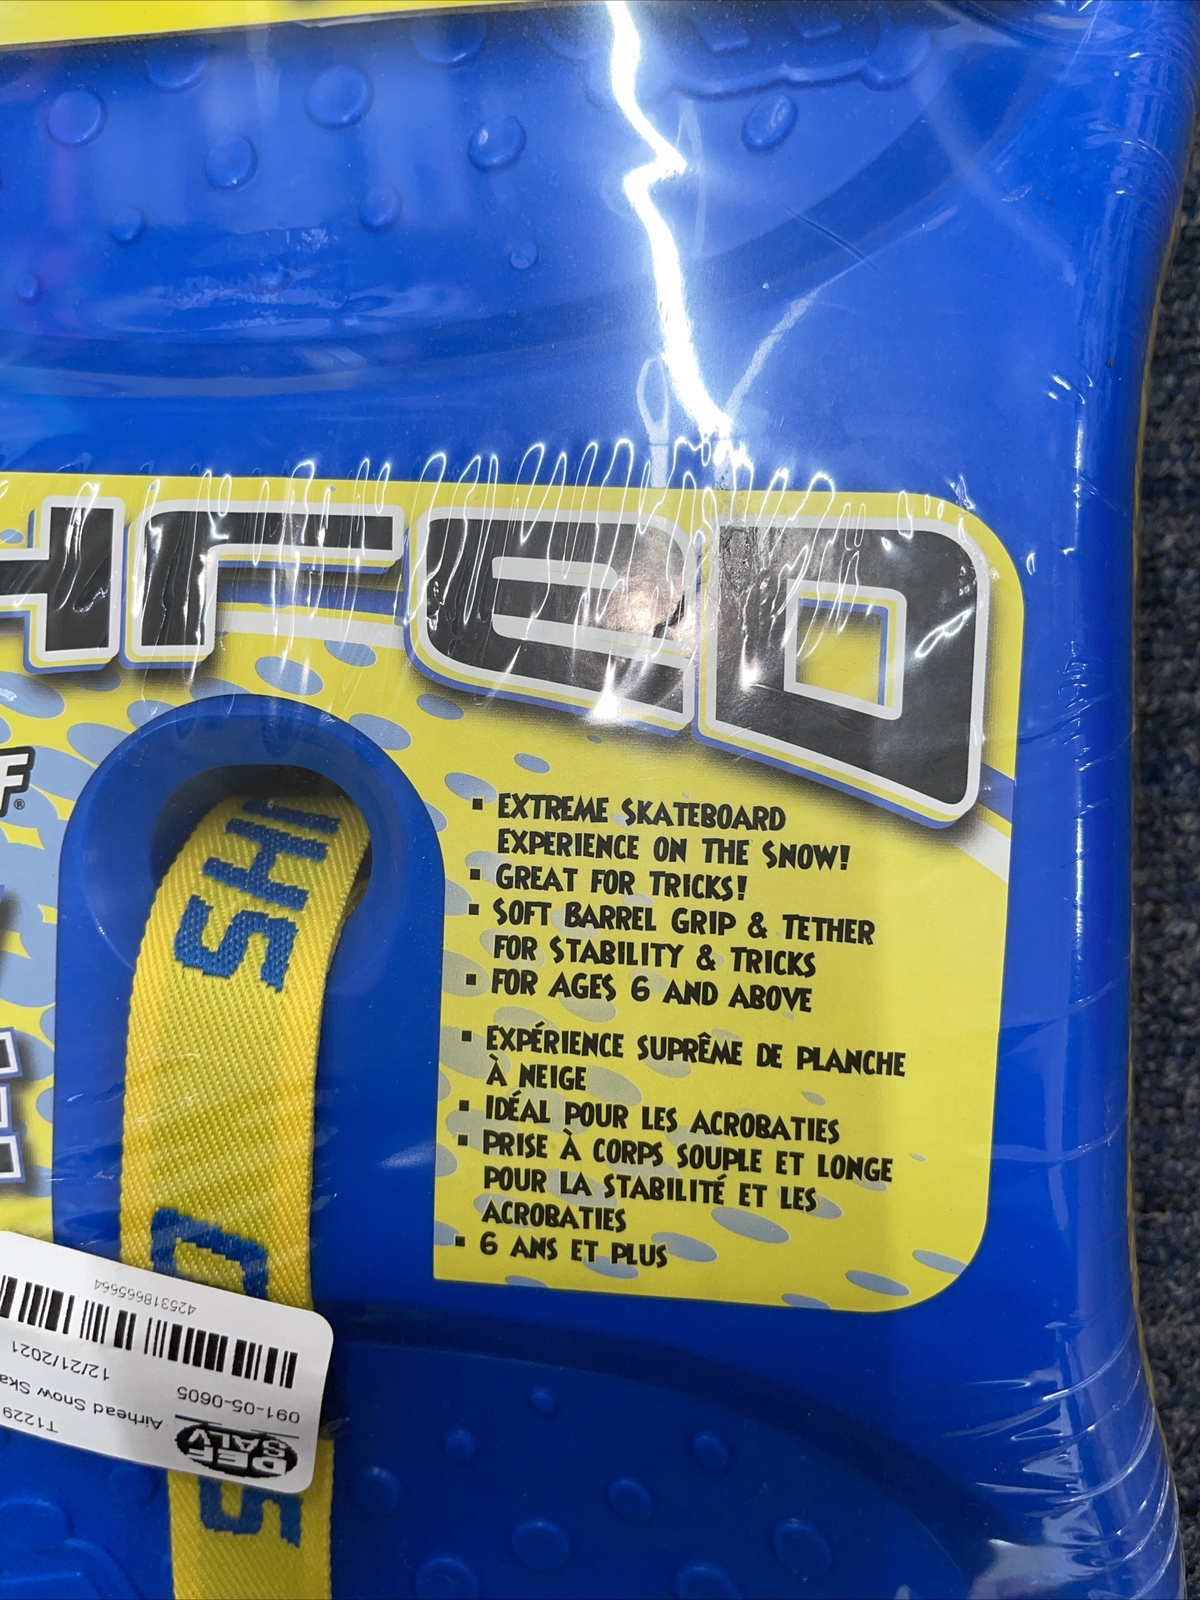 HreD
F®
▪ EXTREME SKATEBOARD
EXPERIENCE ON THE SNOW!
▪ GREAT FOR TRICKS!
▪ SOFT BARREL GRIP & TETHER
FOR STABILITY & TRICKS
▪ FOR AGES 6 AND ABOVE
▪ EXPÉRIENCE SUPRÊME DE PLANCHE
À NEIGE
▪ IDÉAL POUR LES ACROBATIES
▪ PRISE À CORPS SOUPLE ET LONGE
POUR LA STABILITÉ ET LES
ACROBATIES
▪ 6 ANS ET PLUS
DEF
SALV
T1229
Airhead Snow Ska
091-05-0605
12/21/2021
425318665664